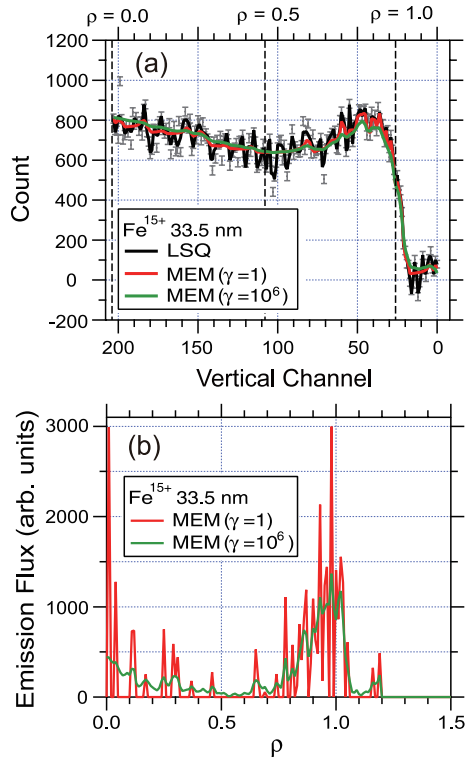 ρ = 0.0 ρ = 0.5 ρ = 1.0
1200
1000
800
600
400
200
0
-200
Count
(a)
Fe¹⁵⁺ 33.5 nm
LSQ
MEM (γ = 1)
MEM (γ = 10⁶)
200 150 100 50 0
Vertical Channel
3000
2000
1000
0
Emission Flux (arb. units)
(b)
Fe¹⁵⁺ 33.5 nm
MEM (γ = 1)
MEM (γ = 10⁶)
0.0 0.5 1.0 1.5
ρ